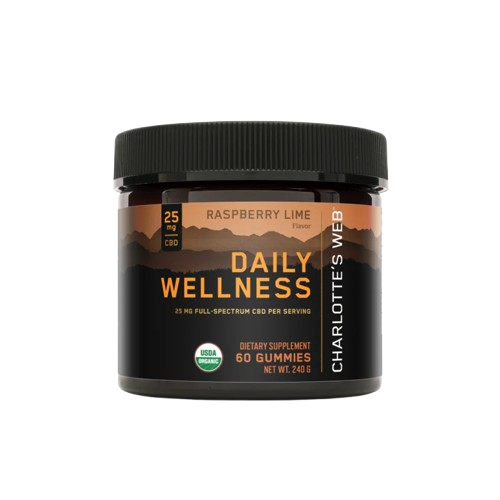 25
mg
CBD
RASPBERRY LIME
Flavor
DAILY
WELLNESS
25 MG FULL-SPECTRUM CBD PER SERVING
USDA
ORGANIC
DIETARY SUPPLEMENT
60 GUMMIES
NET WT. 240 G
CHARLOTTE'S WEB®